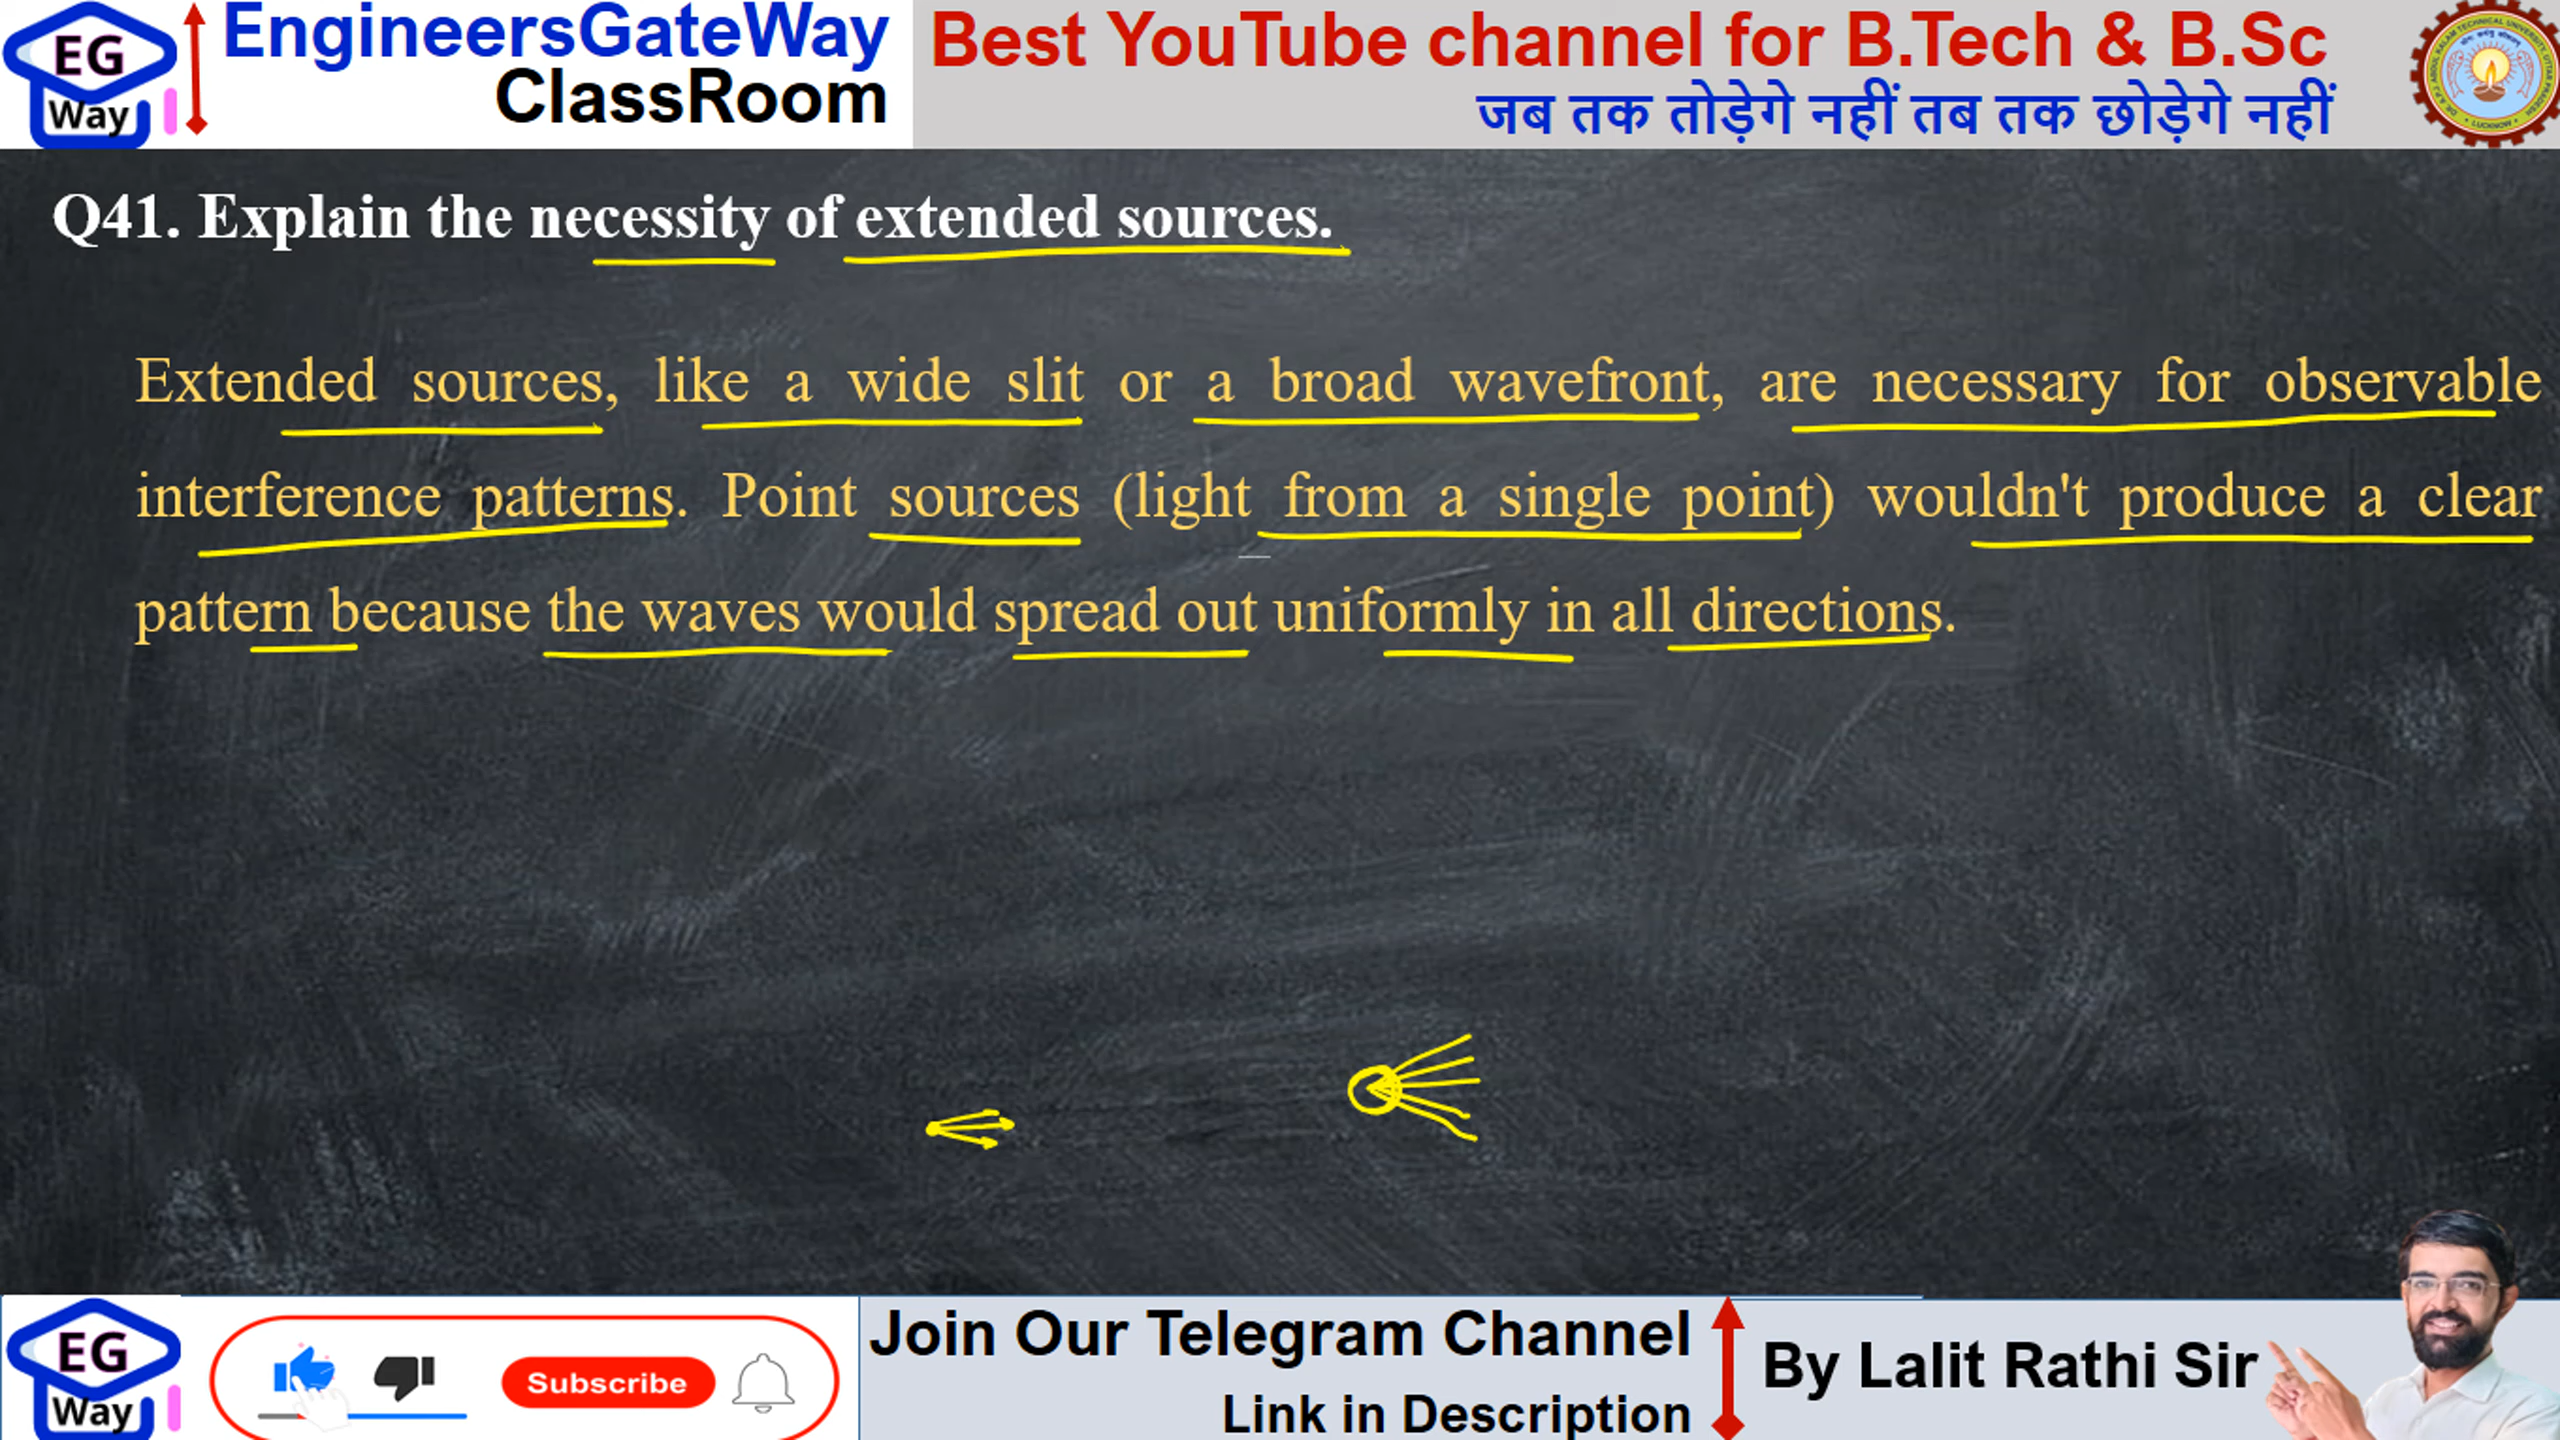 EG
Way
EngineersGateWay
ClassRoom
Best YouTube channel for B.Tech & B.Sc
जब तक तोड़ेगे नहीं तब तक छोड़ेगे नहीं
Q41. Explain the necessity of extended sources.
Extended sources, like a wide slit or a broad wavefront, are necessary for observable
interference patterns. Point sources (light from a single point) wouldn't produce a clear
pattern because the waves would spread out uniformly in all directions.
EG
Way
Subscribe
Join Our Telegram Channel
Link in Description
By Lalit Rathi Sir